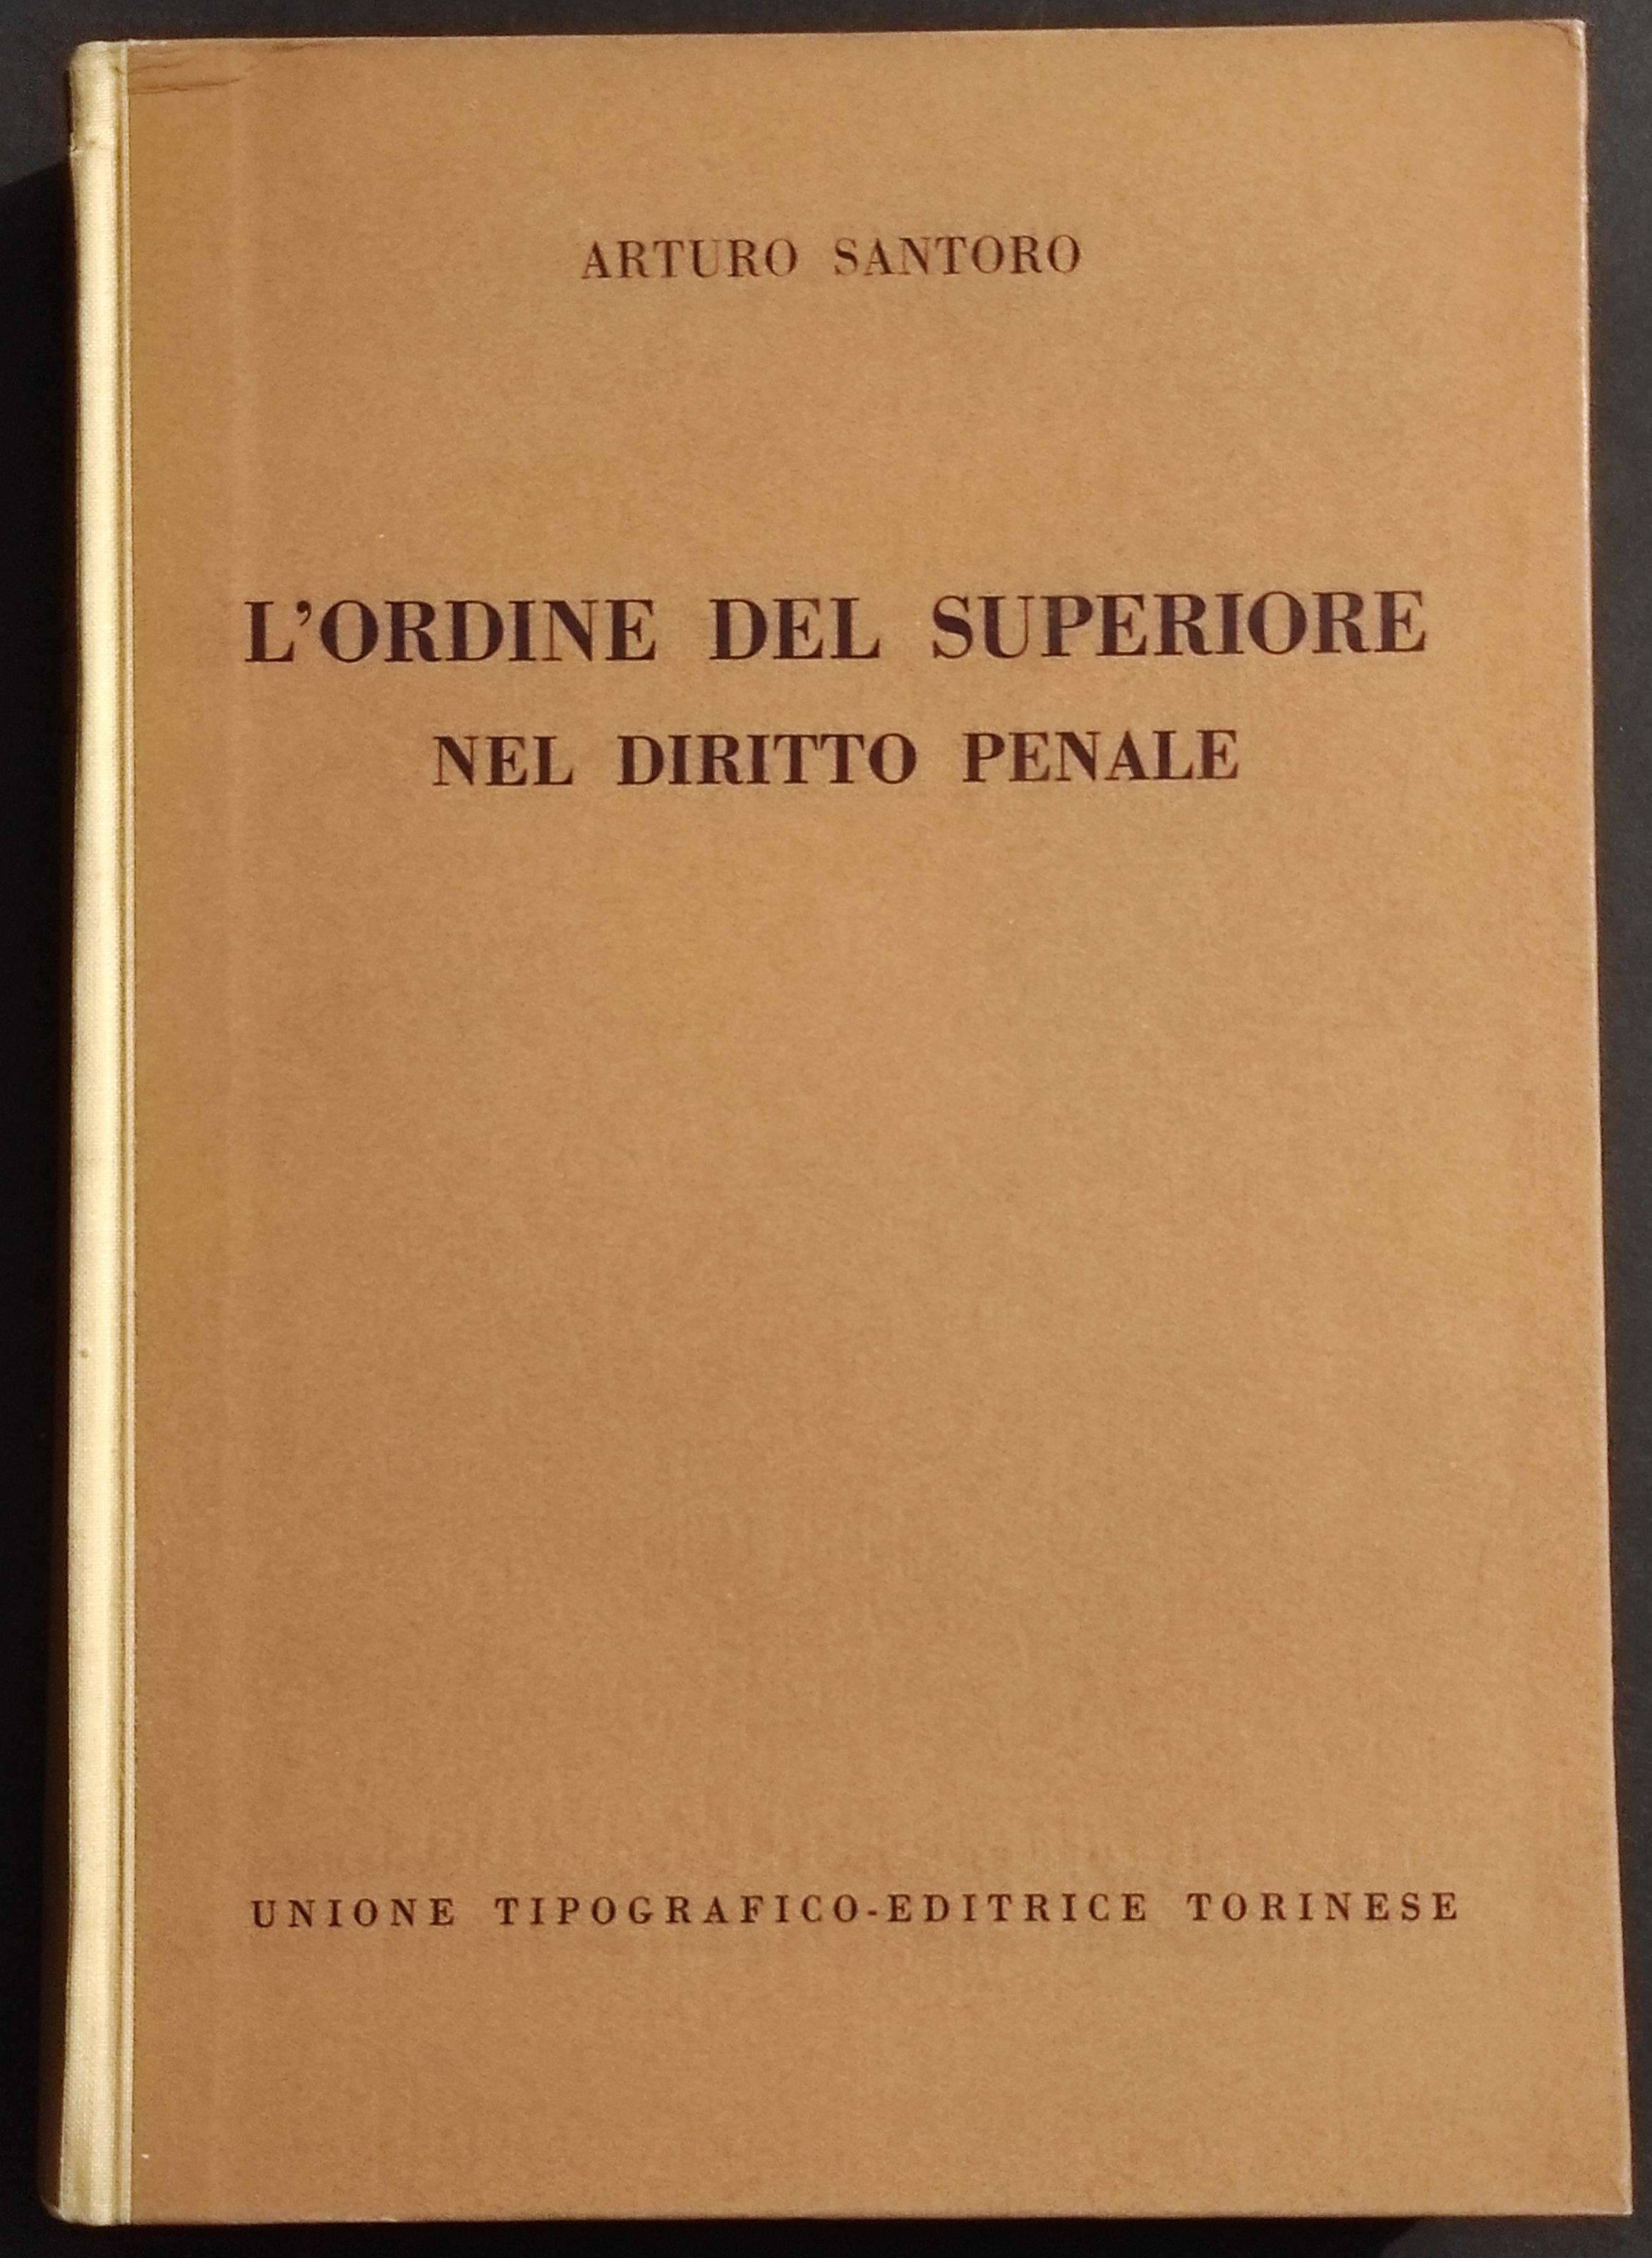 ARTURO SANTORO
L’ORDINE DEL SUPERIORE
NEL DIRITTO PENALE
UNIONE TIPOGRAFICO-EDITRICE TORINESE